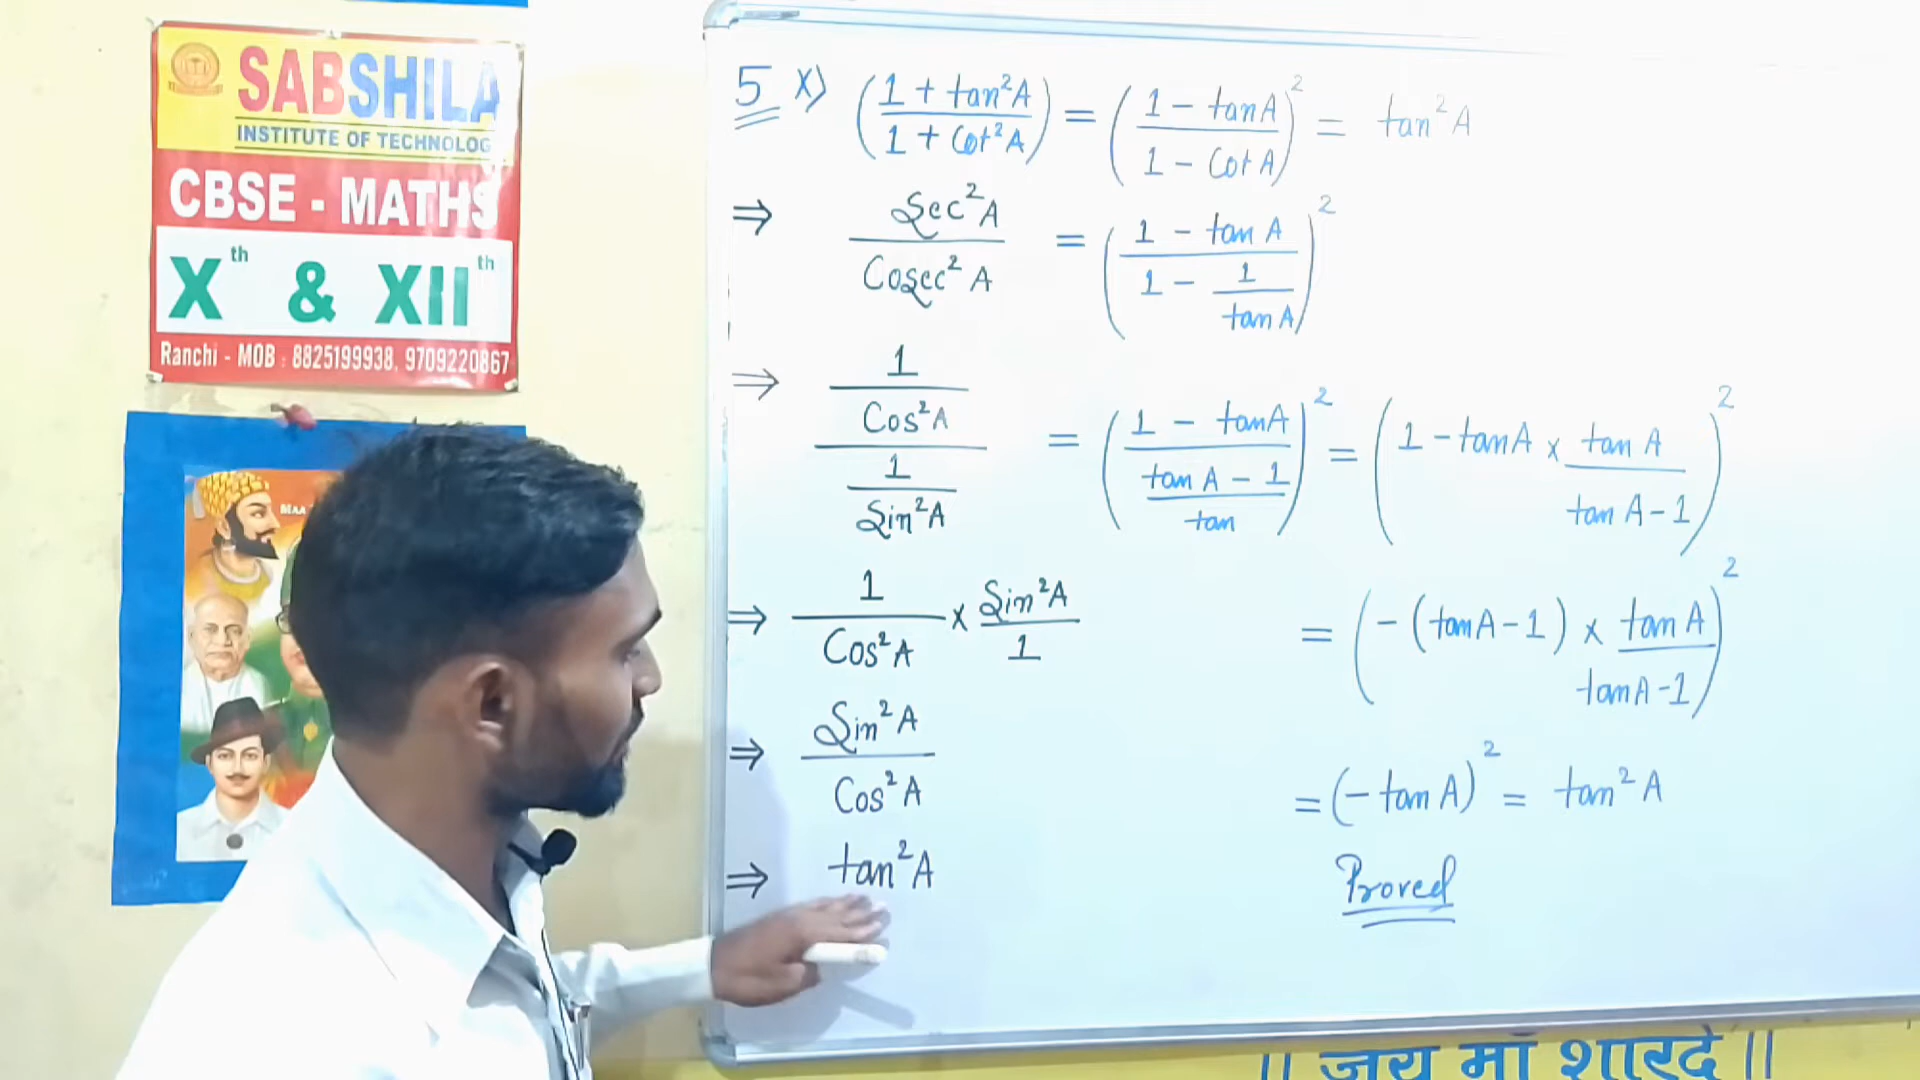 SABSHILA
INSTITUTE OF TECHNOLOG
CBSE - MATHS
Xth & XIIth
Ranchi - MOB : 8825199938, 9709220867
MAA
5 x) ((1 + tan²A)/(1 + Cot²A)) = ((1 - tanA)/(1 - CotA))² = tan²A
⇒ Sec²A/Cosec²A = ((1 - tan A)/(1 - 1/tan A))²
⇒ (1/Cos²A)/(1/Sin²A) = ((1 - tanA)/((tan A - 1)/tan))² = (1 - tanA × tan A/(tan A - 1))²
⇒ 1/Cos²A × Sin²A/1 = (-(tanA - 1) × tan A/(tanA - 1))²
⇒ Sin²A/Cos²A = (-tan A)² = tan²A
⇒ tan²A
Proved
|| जय माँ शारदे ||